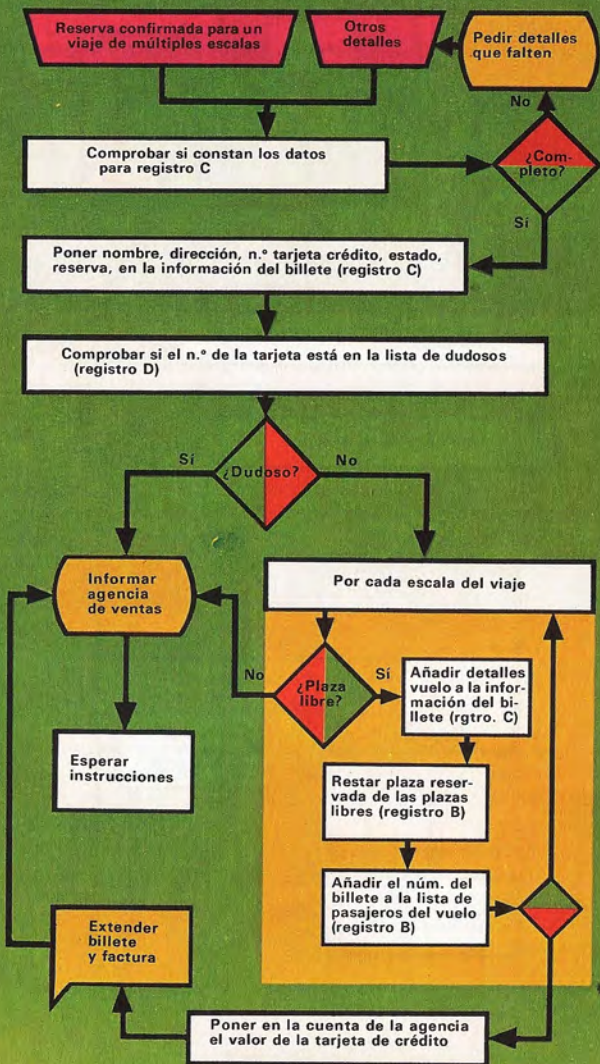 Reserva confirmada para un
viaje de múltiples escalas
Otros
detalles
Pedir detalles
que falten
No
Comprobar si constan los datos
para registro C
¿Com-
pleto?
Sí
Poner nombre, dirección, n.º tarjeta crédito, estado,
reserva, en la información del billete (registro C)
Comprobar si el n.º de la tarjeta está en la lista de dudosos
(registro D)
Sí
¿Dudoso?
No
Informar
agencia
de ventas
Por cada escala del viaje
No
¿Plaza
libre?
Sí
Añadir detalles
vuelo a la infor-
mación del bi-
llete (rgtro. C)
Esperar
instrucciones
Restar plaza reser-
vada de las plazas
libres (registro B)
Añadir el núm. del
billete a la lista de
pasajeros del vuelo
(registro B)
Extender
billete
y factura
Poner en la cuenta de la agencia
el valor de la tarjeta de crédito